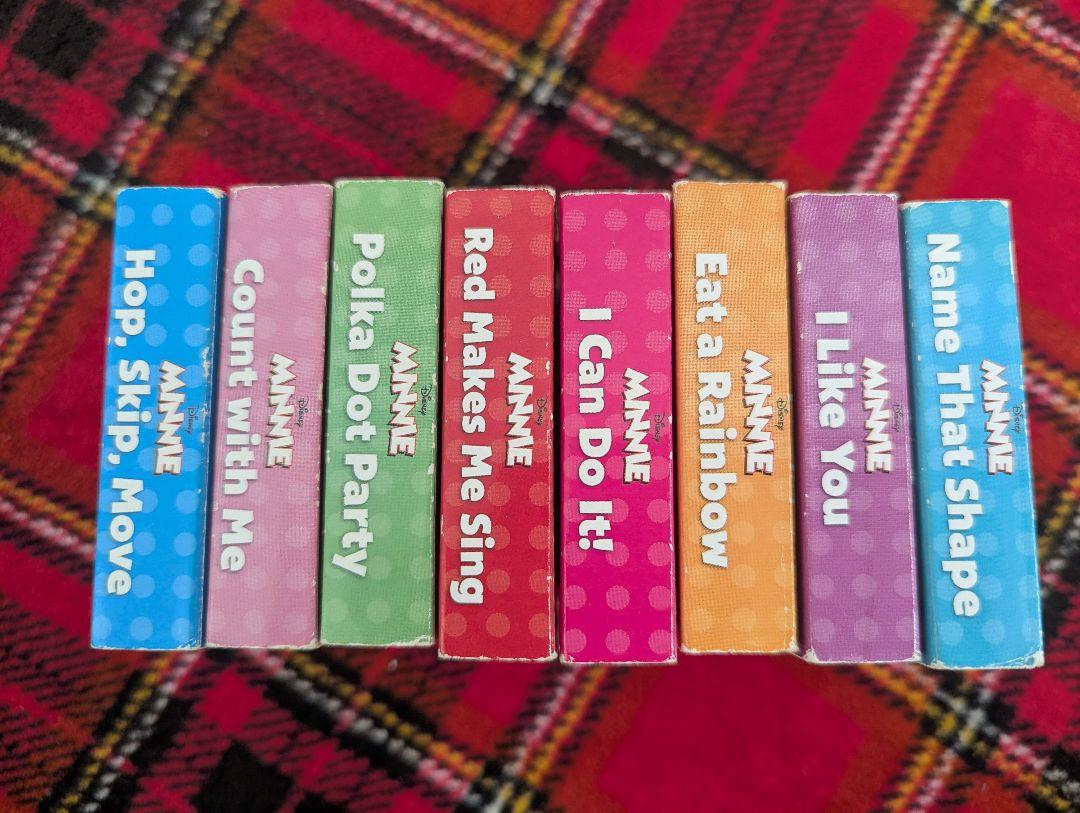 Hop, Skip, Move
Disney
MINNIE
Count with Me
Disney
MINNIE
Polka Dot Party
Disney
MINNIE
Red Makes Me Sing
Disney
MINNIE
I Can Do It!
Disney
MINNIE
Eat a Rainbow
Disney
MINNIE
I Like You
Disney
MINNIE
Name That Shape
Disney
MINNIE